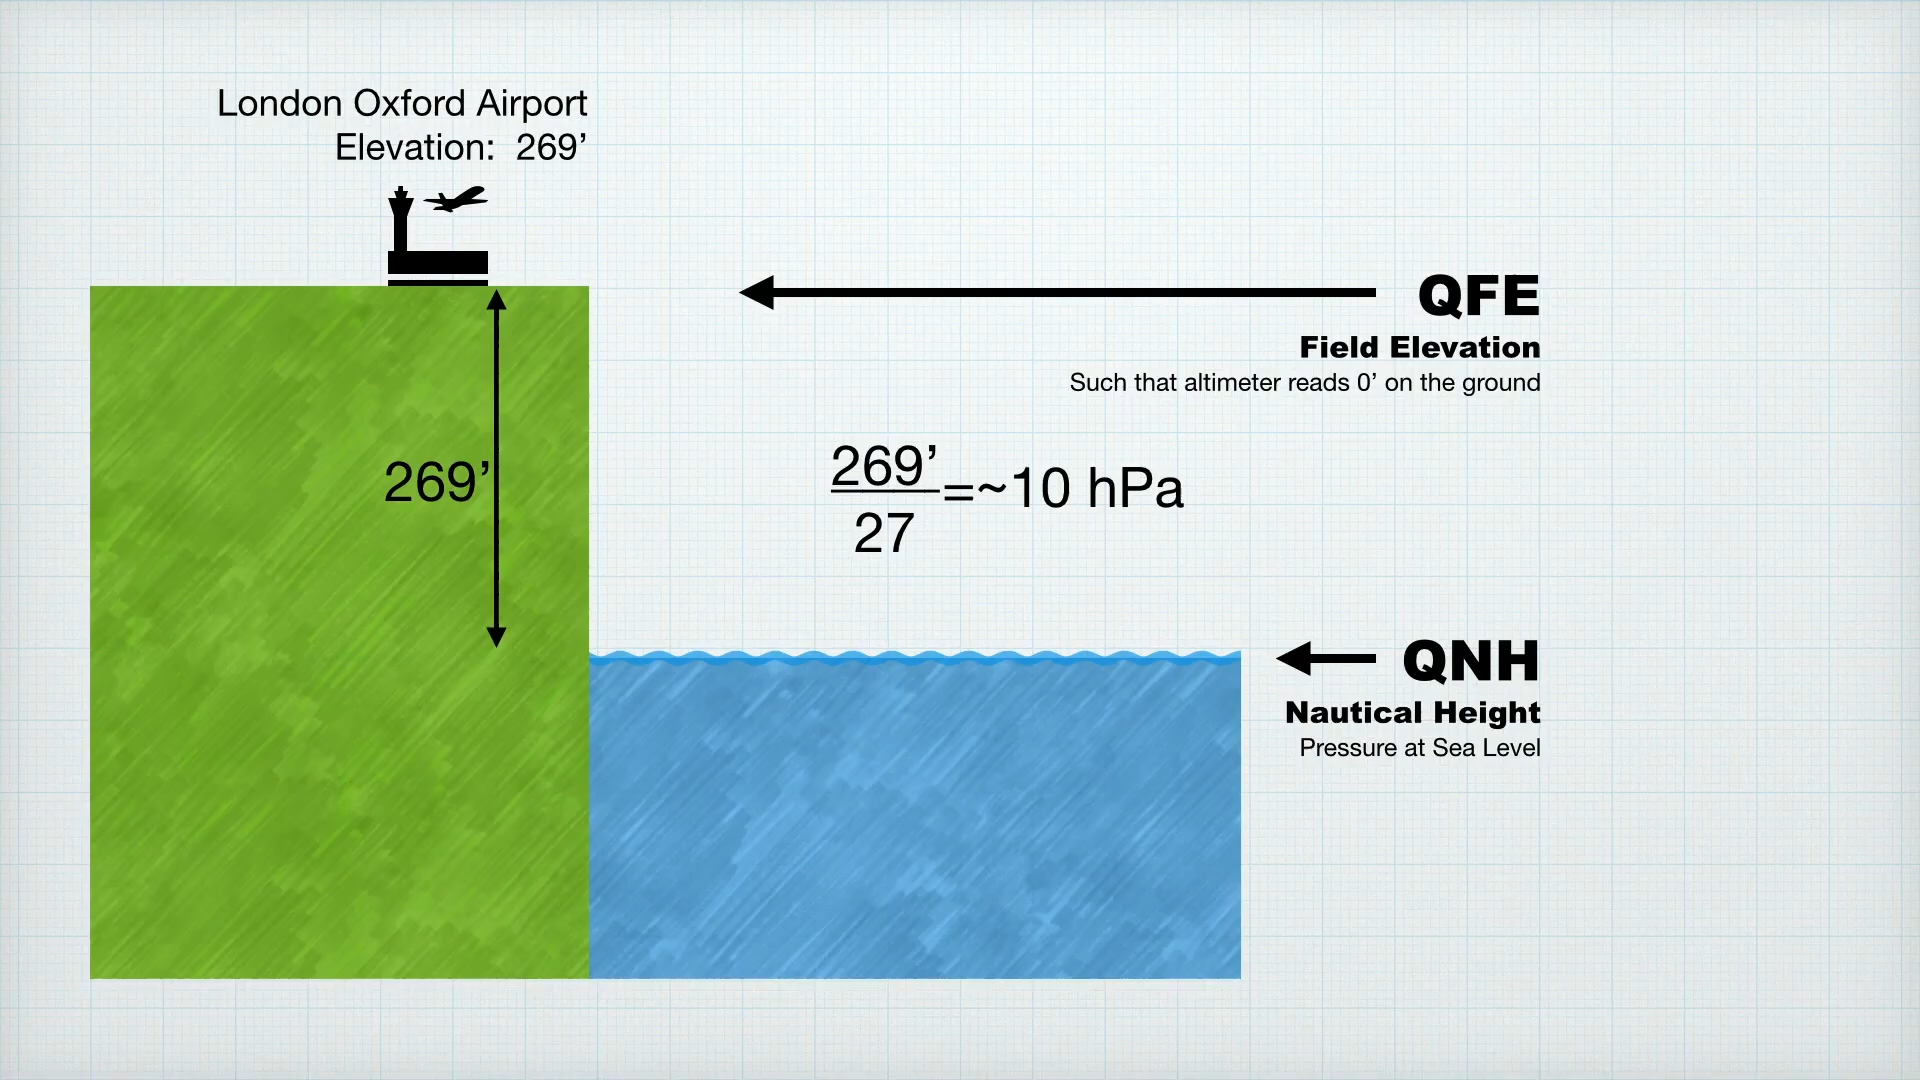 London Oxford Airport
Elevation: 269’
QFE
Field Elevation
Such that altimeter reads 0’ on the ground
269’
269’
27
=~10 hPa
QNH
Nautical Height
Pressure at Sea Level